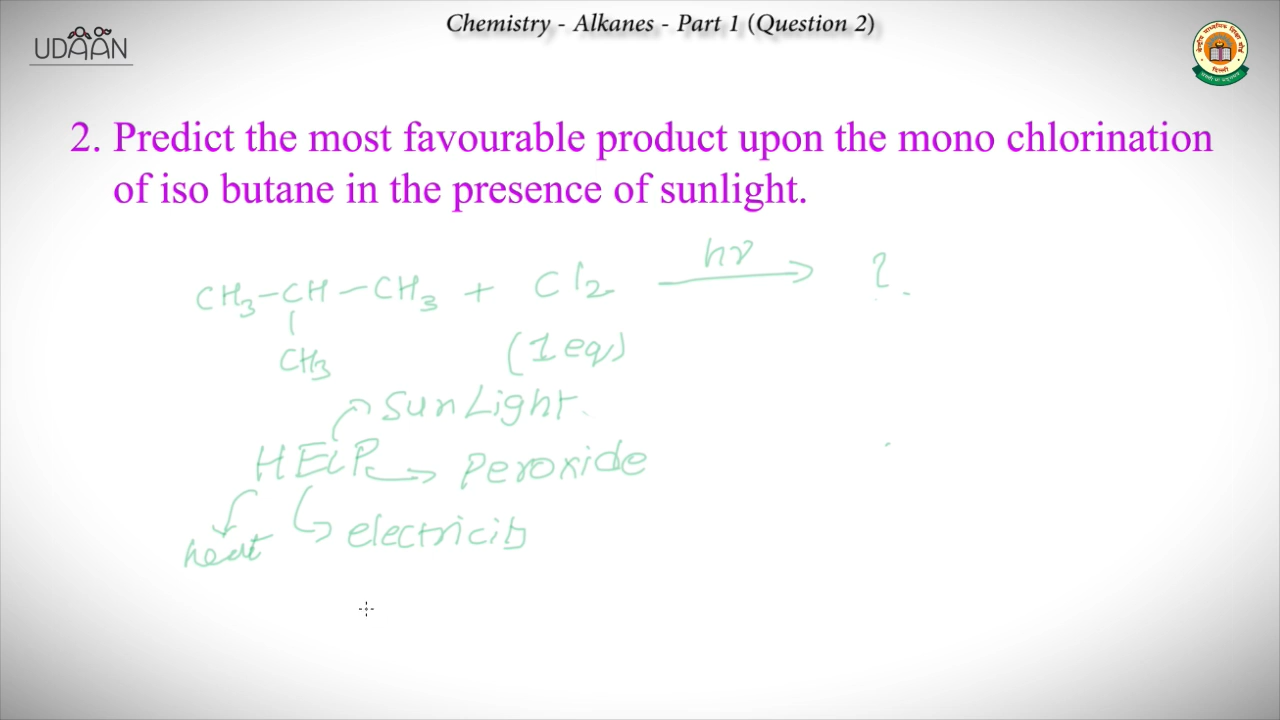 Chemistry - Alkanes - Part 1 (Question 2)
UDAAN
2. Predict the most favourable product upon the mono chlorination
of iso butane in the presence of sunlight.
hν
CH3-CH-CH3 + Cl2 → ?
CH3 (1 eq)
SunLight
HELP → Peroxide
heat electricity